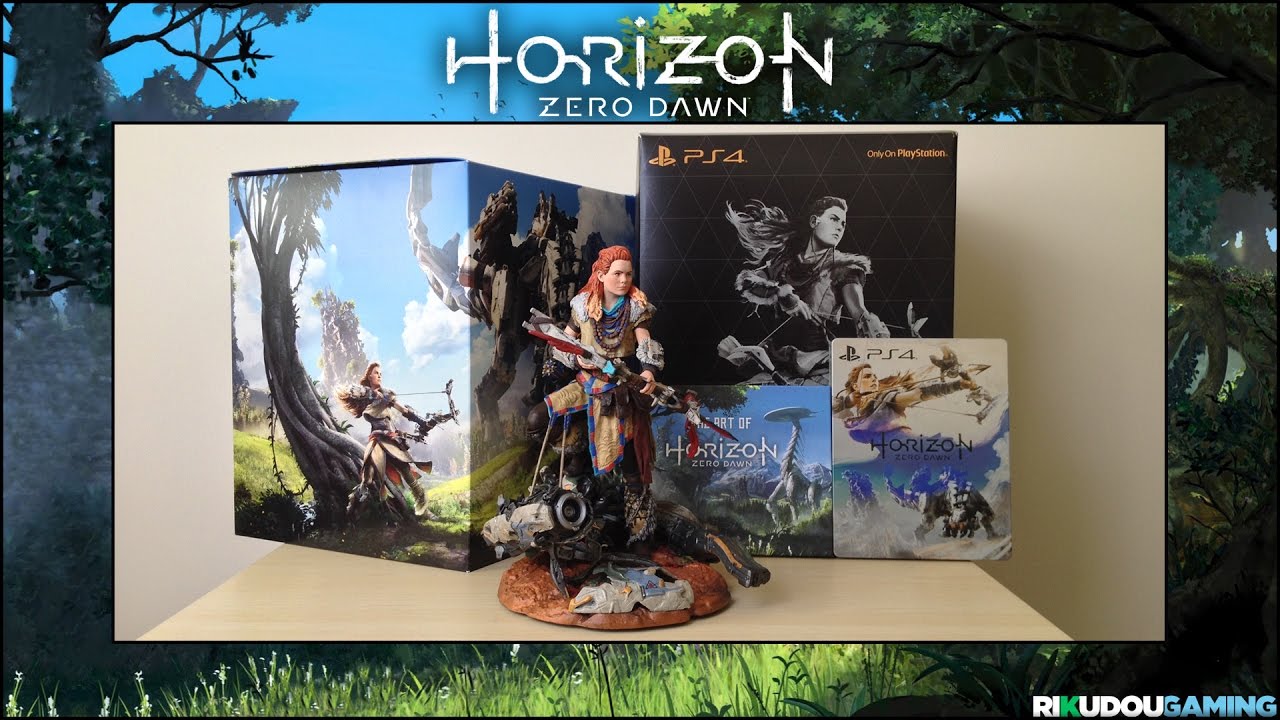 HORIZON
ZERO DAWN
PS4
Only On PlayStation
THE ART OF
HORIZON
ZERO DAWN
PS4
HORIZON
ZERO DAWN
RIKUDOUGAMING